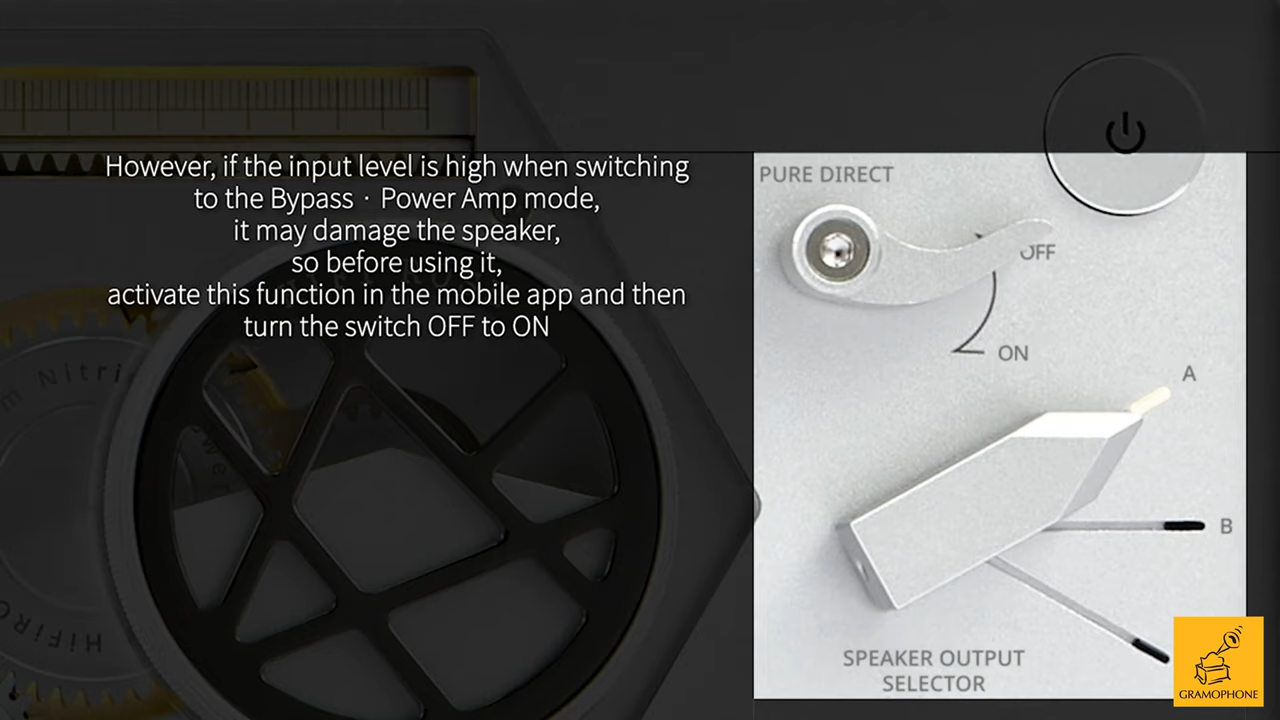 However, if the input level is high when switching
to the Bypass · Power Amp mode,
it may damage the speaker,
so before using it,
activate this function in the mobile app and then
turn the switch OFF to ON
PURE DIRECT
OFF
ON
A
B
SPEAKER OUTPUT
SELECTOR
GRAMOPHONE